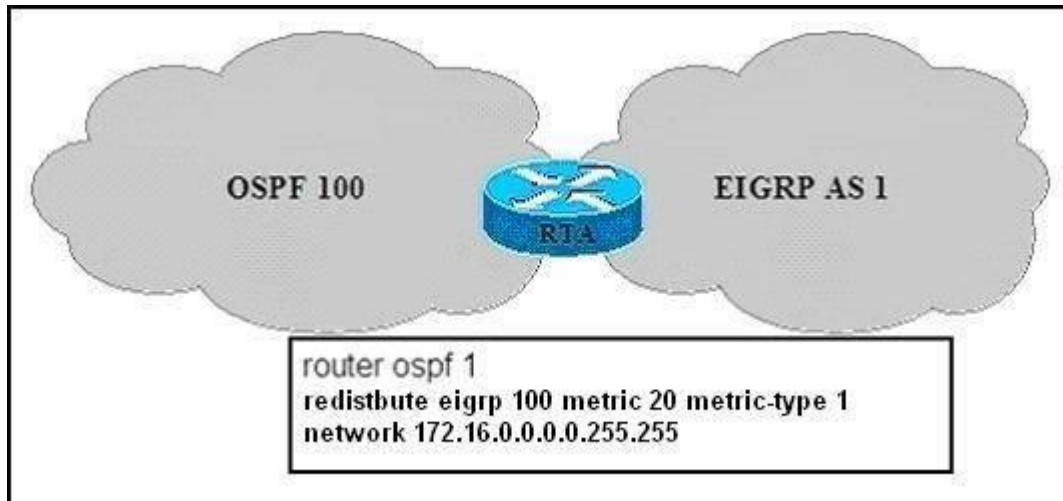 OSPF 100
EIGRP AS 1
RTA
router ospf 1
redistbute eigrp 100 metric 20 metric-type 1
network 172.16.0.0.0.0.255.255